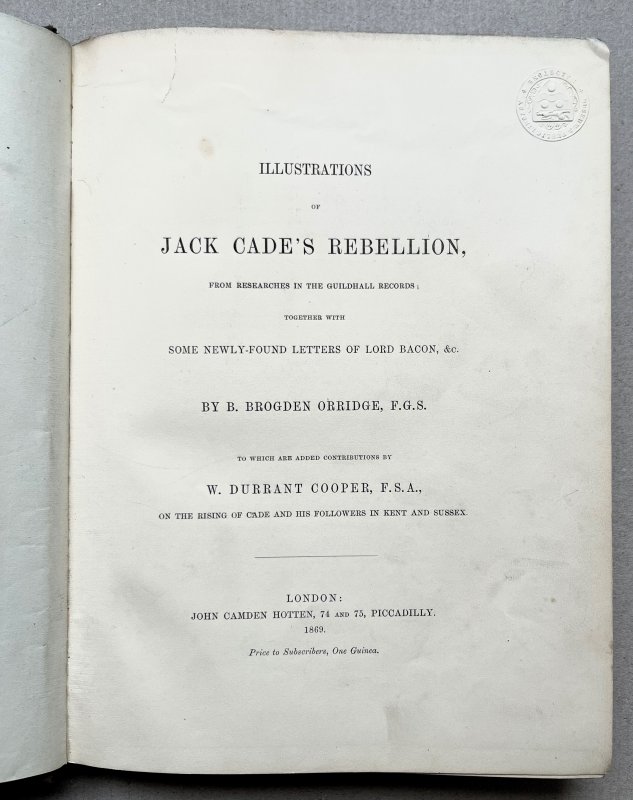 ILLUSTRATIONS
OF
JACK CADE'S REBELLION,
FROM RESEARCHES IN THE GUILDHALL RECORDS;
TOGETHER WITH
SOME NEWLY-FOUND LETTERS OF LORD BACON, &c.
BY B. BROGDEN ORRIDGE, F.G.S.
TO WHICH ARE ADDED CONTRIBUTIONS BY
W. DURRANT COOPER, F.S.A.,
ON THE RISING OF CADE AND HIS FOLLOWERS IN KENT AND SUSSEX.
LONDON:
JOHN CAMDEN HOTTEN, 74 AND 75, PICCADILLY.
1869.
Price to Subscribers, One Guinea.